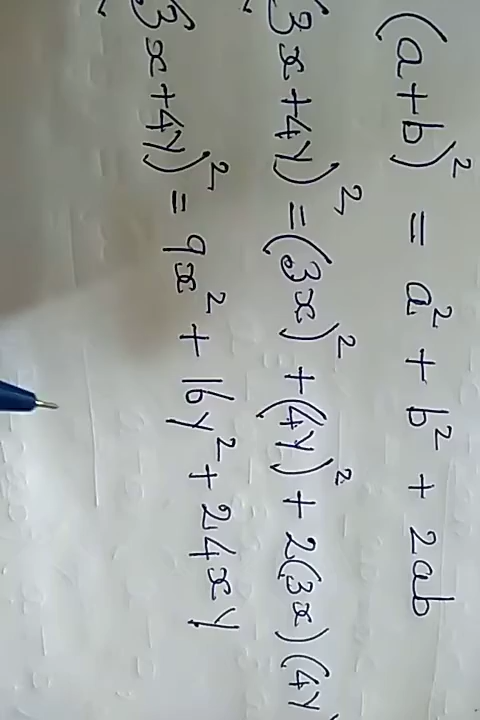 (a+b)² = a² + b² + 2ab
(3x+4y)² = (3x)² + (4y)² + 2(3x)(4y)
(3x+4y)² = 9x² + 16y² + 24xy